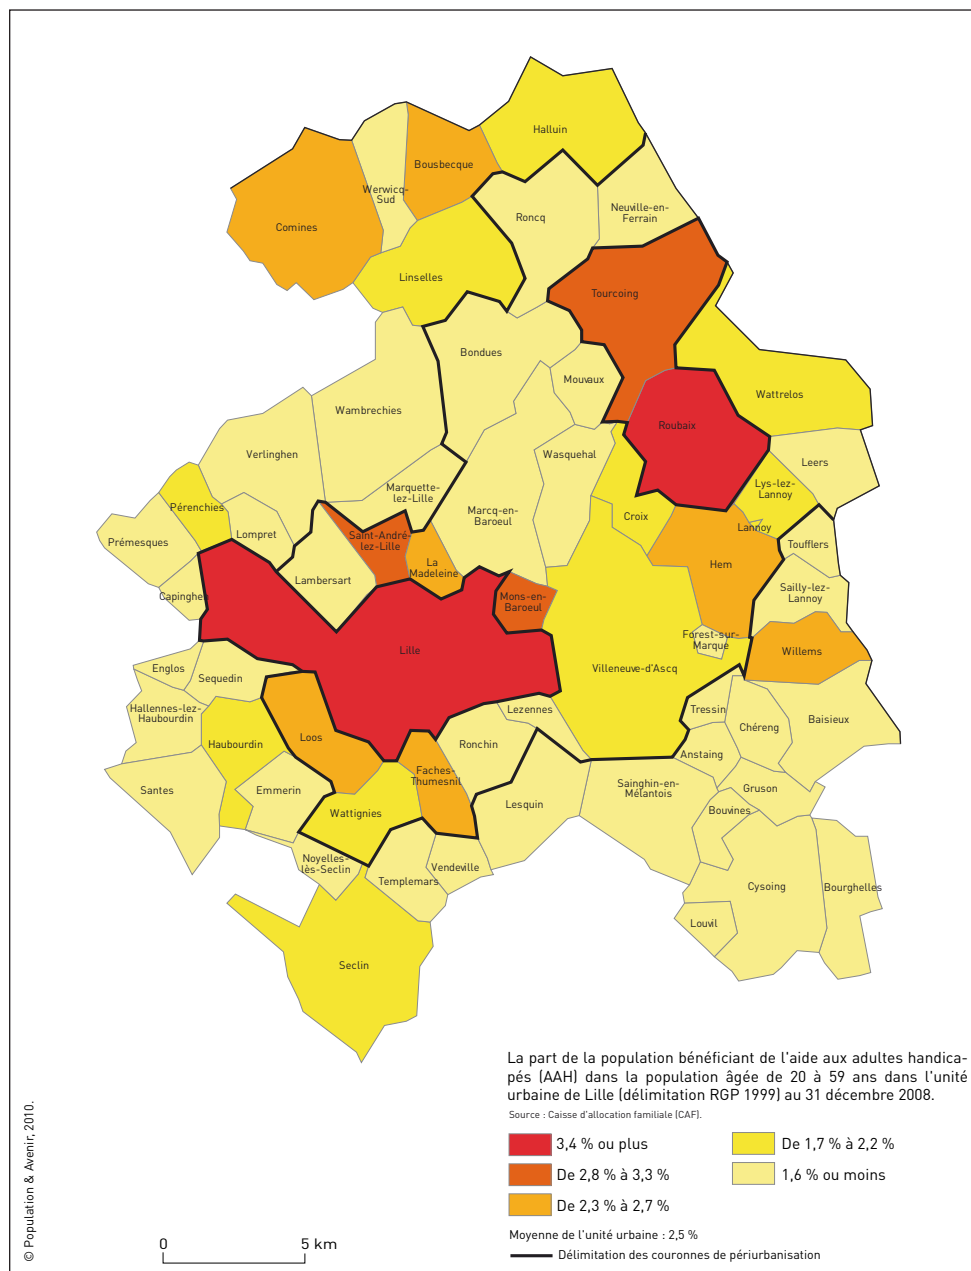 Halluin
Bousbecque
Werwicq-
Sud
Comines
Roncq
Neuville-en-
Ferrain
Linselles
Tourcoing
Bondues
Mouvaux
Wattrelos
Wambrechies
Roubaix
Verlinghen
Wasquehal
Leers
Marquette-
lez-Lille
Lys-lez-
Lannoy
Pérenchies
Marcq-en-
Baroeul
Croix
Lannoy
Prémesques
Lompret
Saint-André-
lez-Lille
La
Madeleine
Hem
Toufflers
Lambersart
Capinghem
Mons-en-
Baroeul
Sailly-lez-
Lannoy
Forest-sur-
Marque
Lille
Willems
Englos
Sequedin
Villeneuve-d'Ascq
Hallennes-lez-
Haubourdin
Lezennes
Tressin
Chéreng
Baisieux
Haubourdin
Loos
Ronchin
Anstaing
Faches-
Thumesnil
Santes
Emmerin
Sainghin-en-
Mélantois
Gruson
Wattignies
Lesquin
Bouvines
Noyelles-
lès-Seclin
Templemars
Vendeville
Cysoing
Bourghelles
Louvil
Seclin
La part de la population bénéficiant de l'aide aux adultes handica-
pés (AAH) dans la population âgée de 20 à 59 ans dans l'unité
urbaine de Lille (délimitation RGP 1999) au 31 décembre 2008.
Source : Caisse d'allocation familiale (CAF).
3,4 % ou plus
De 2,8 % à 3,3 %
De 2,3 % à 2,7 %
De 1,7 % à 2,2 %
1,6 % ou moins
Moyenne de l'unité urbaine : 2,5 %
Délimitation des couronnes de périurbanisation
0 5 km
© Population & Avenir, 2010.